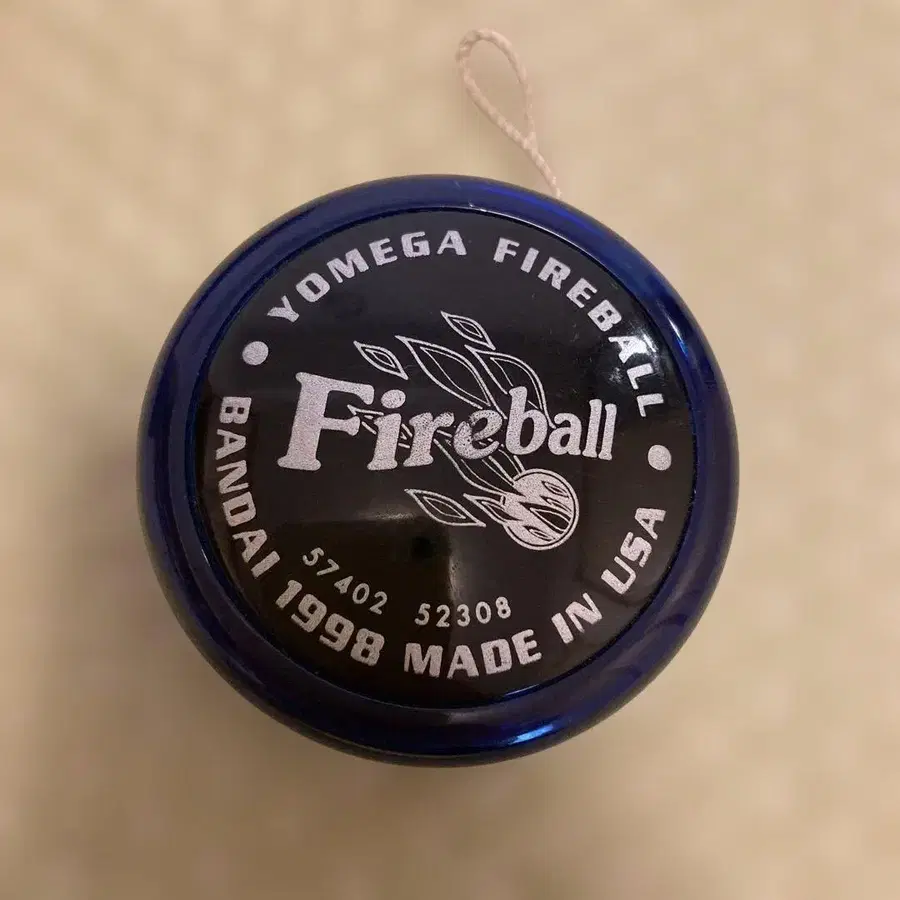 YOMEGA FIREBALL
Fireball
57402 52308
BANDAI 1998 MADE IN USA